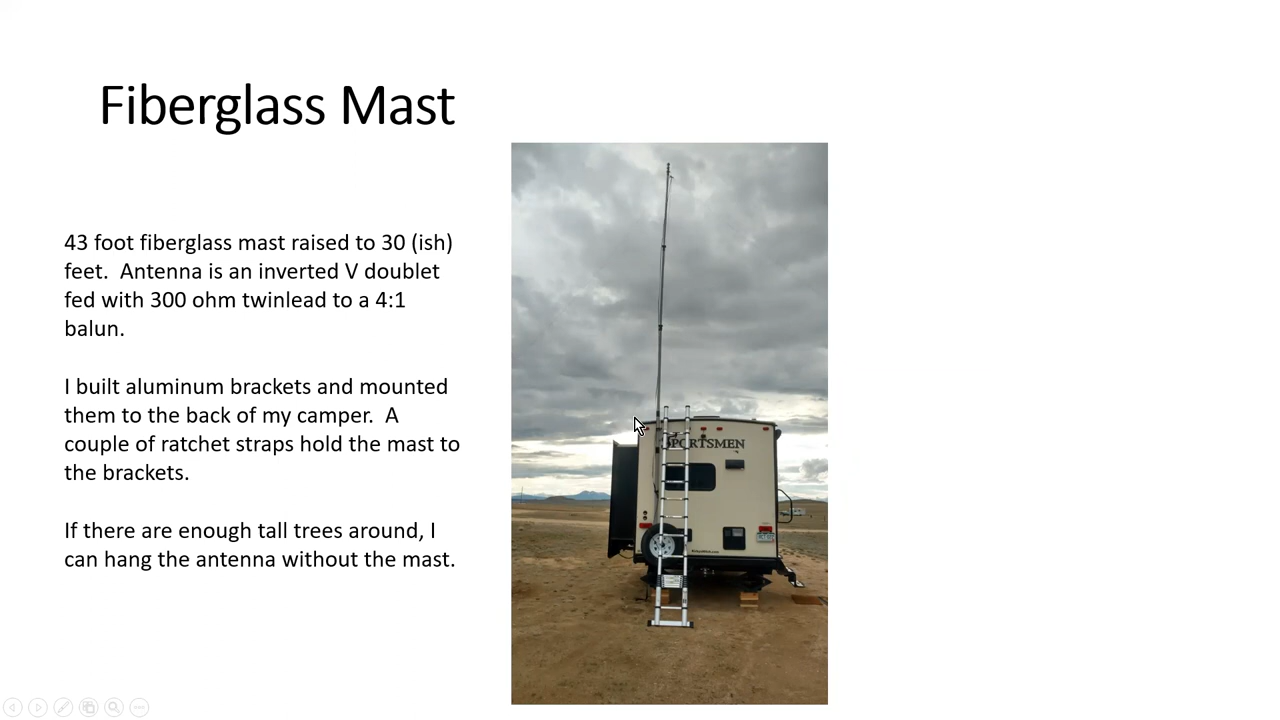 Fiberglass Mast
43 foot fiberglass mast raised to 30 (ish)
feet.  Antenna is an inverted V doublet
fed with 300 ohm twinlead to a 4:1
balun.
I built aluminum brackets and mounted
them to the back of my camper.  A
couple of ratchet straps hold the mast to
the brackets.
If there are enough tall trees around, I
can hang the antenna without the mast.
SPORTSMEN